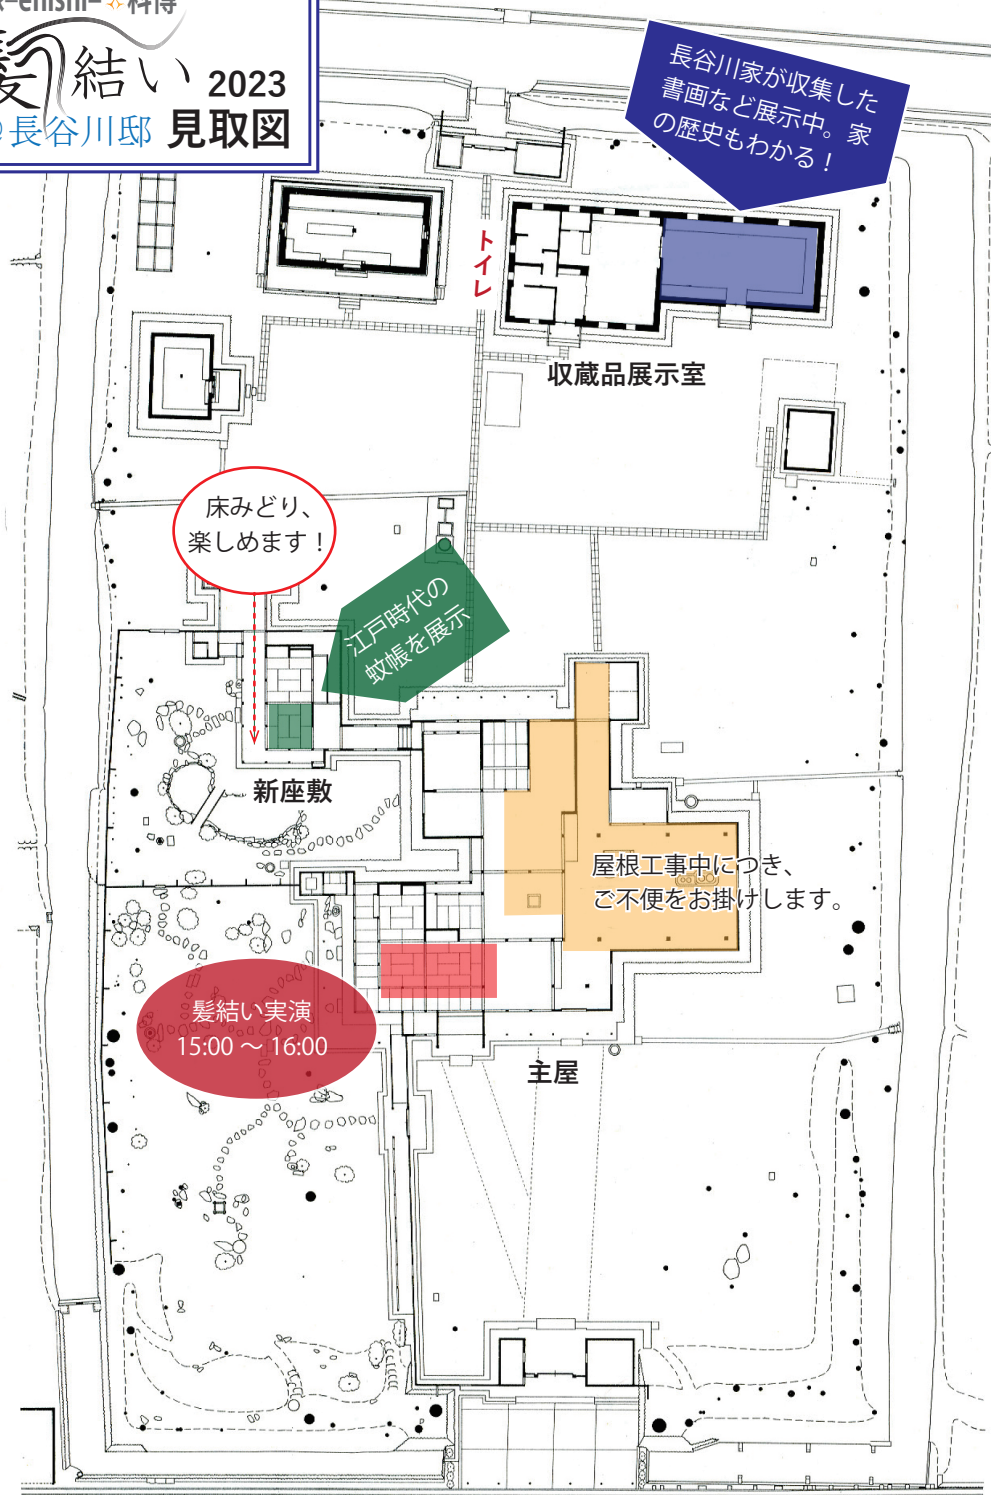 -enishi- 科博
髪結い 2023
@長谷川邸 見取図
長谷川家が収集した
書画など展示中。家
の歴史もわかる！
トイレ
収蔵品展示室
床みどり、
楽しめます！
江戸時代の
蚊帳を展示
新座敷
屋根工事中につき、
ご不便をお掛けします。
髪結い実演
15:00 ～ 16:00
主屋